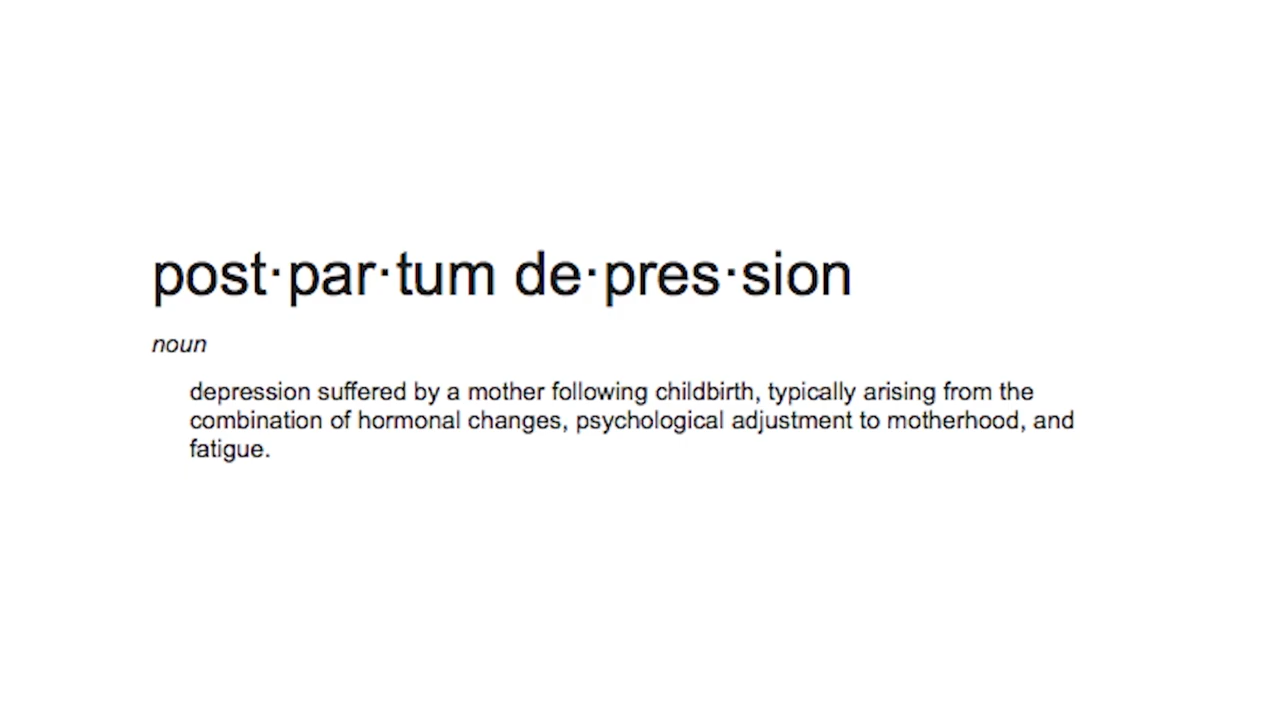 post·par·tum de·pres·sion
noun
depression suffered by a mother following childbirth, typically arising from the
combination of hormonal changes, psychological adjustment to motherhood, and
fatigue.